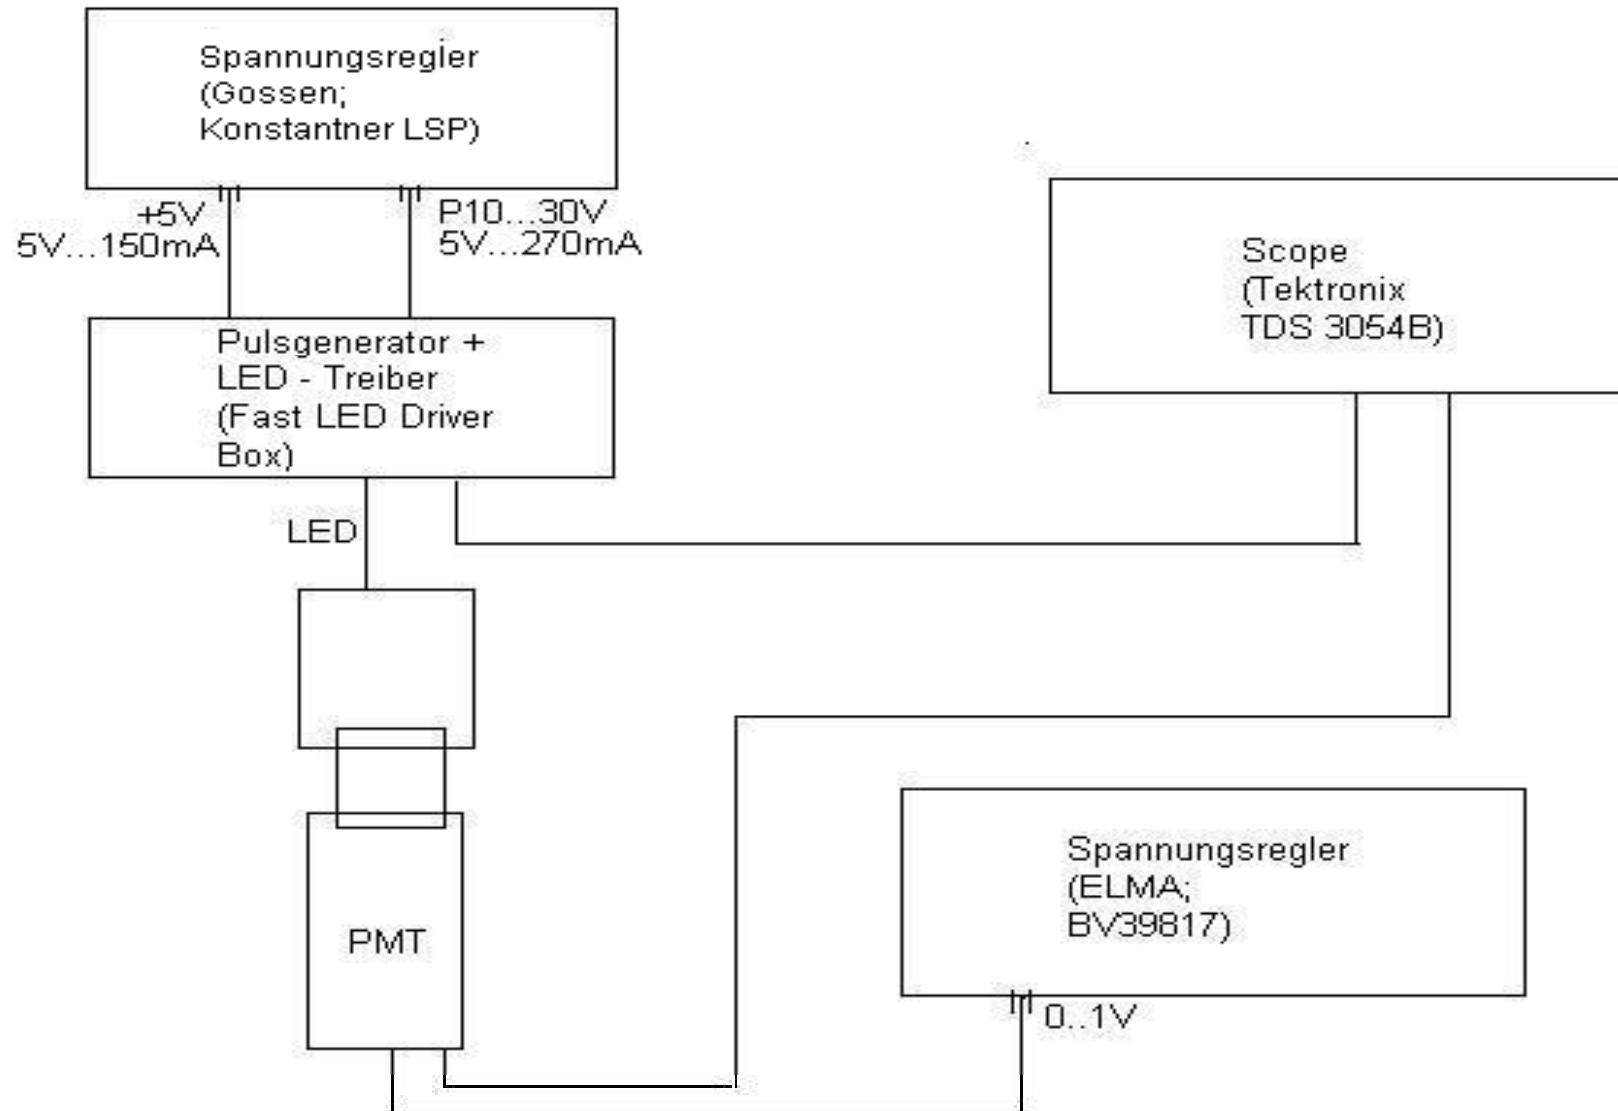 Spannungsregler
(Gossen;
Konstantner LSP)
+5V
5V...150mA
P10...30V
5V...270mA
Scope
(Tektronix
TDS 3054B)
Pulsgenerator +
LED - Treiber
(Fast LED Driver
Box)
LED
Spannungsregler
(ELMA;
BV39817)
PMT
0..1V